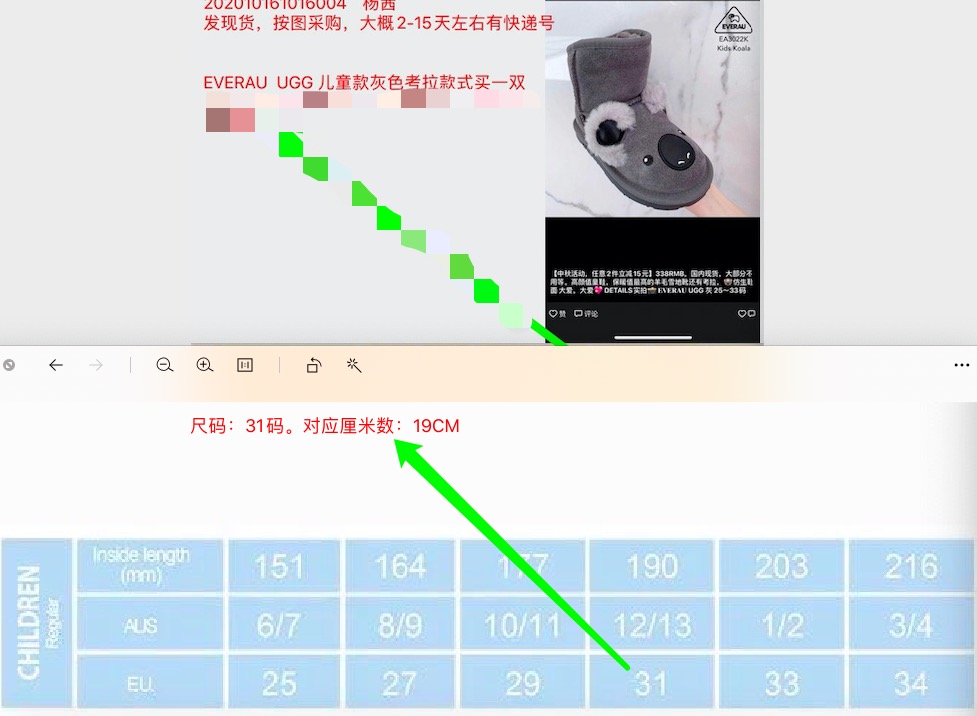 202010161016004 杨茜
发现货，按图采购，大概2-15天左右有快递号
EVERAU UGG 儿童款灰色考拉款式买一双
EVERAU
EA3022K
Kids Koala
【中秋活动，任意2件立减15元】338RMB。国内现货，大部分不
用等。高颜值童鞋，保暖值最高的羊毛雪地靴还有考拉，🐨仿生鞋
面 大爱。大爱💖DETAILS实拍📸EVERAU UGG 灰 25～33码
赞 评论
尺码：31码。对应厘米数：19CM
CHILDREN
Regular
Inside length (mm) 151 164 177 190 203 216
AUS 6/7 8/9 10/11 12/13 1/2 3/4
EU. 25 27 29 31 33 34